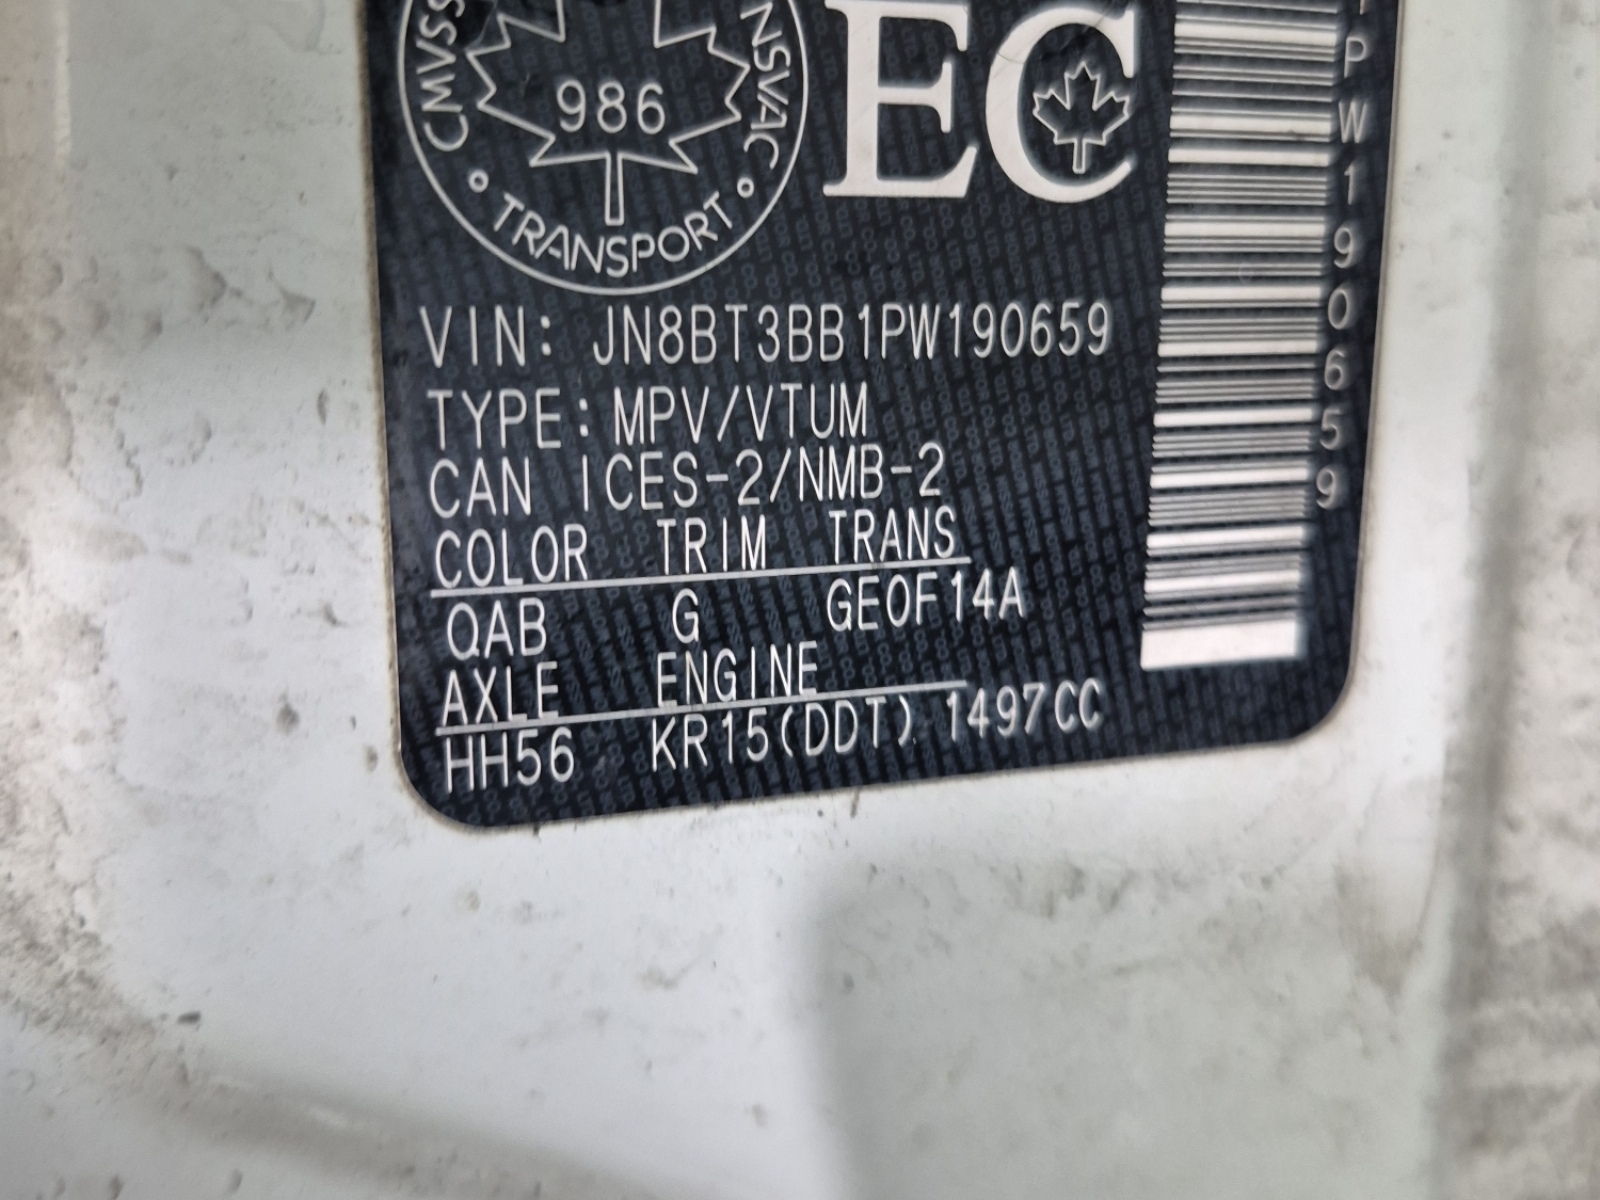 CMVSS
NSVAC
986
TRANSPORT
EC
VIN: JN8BT3BB1PW190659
TYPE: MPV/VTUM
CAN ICES-2/NMB-2
COLOR TRIM TRANS
QAB G GE0F14A
AXLE ENGINE
HH56 KR15(DDT) 1497CC
PW190659